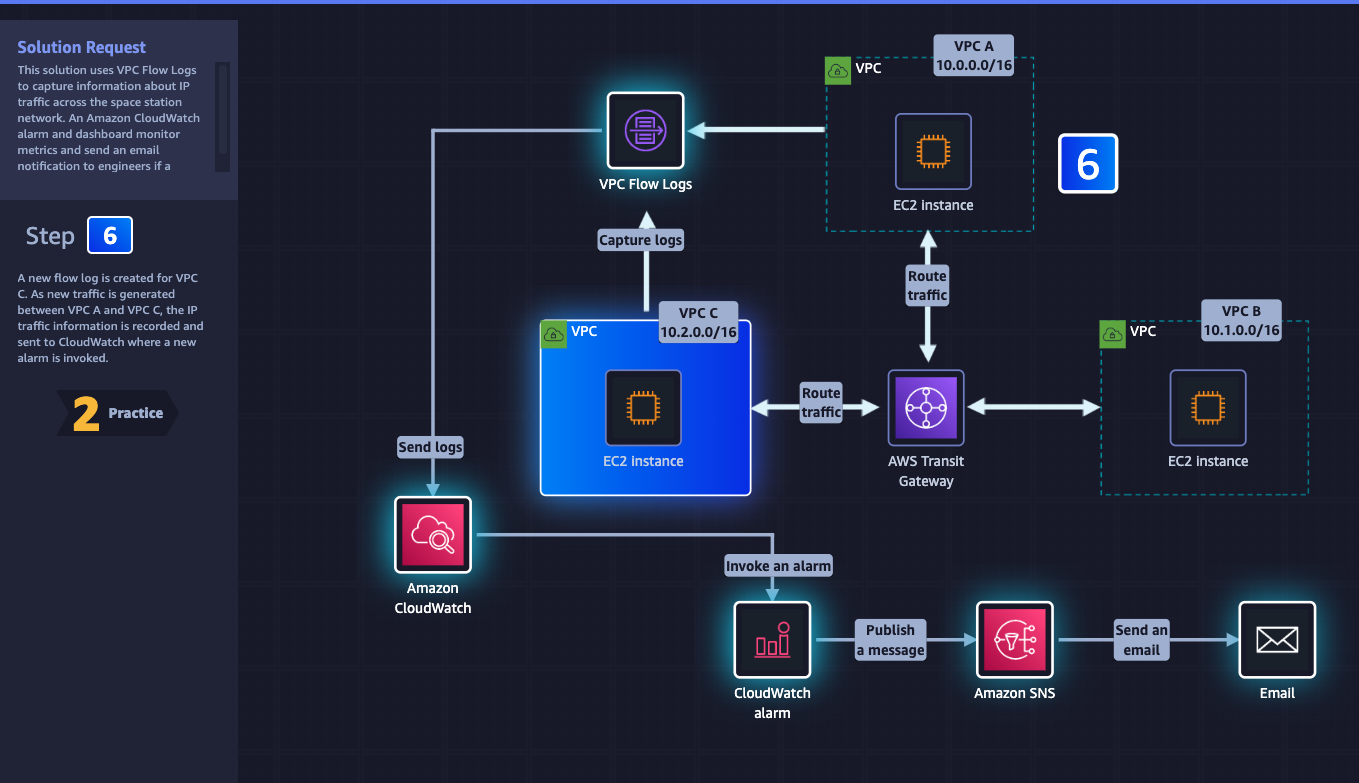 Solution Request
This solution uses VPC Flow Logs
to capture information about IP
traffic across the space station
network. An Amazon CloudWatch
alarm and dashboard monitor
metrics and send an email
notification to engineers if a
Step 6
A new flow log is created for VPC
C. As new traffic is generated
between VPC A and VPC C, the IP
traffic information is recorded and
sent to CloudWatch where a new
alarm is invoked.
2 Practice
VPC A
10.0.0.0/16
VPC
EC2 instance
6
VPC Flow Logs
Capture logs
Route
traffic
VPC C
10.2.0.0/16
VPC
EC2 instance
Route
traffic
AWS Transit
Gateway
VPC B
10.1.0.0/16
VPC
EC2 instance
Send logs
Amazon
CloudWatch
Invoke an alarm
CloudWatch
alarm
Publish
a message
Amazon SNS
Send an
email
Email